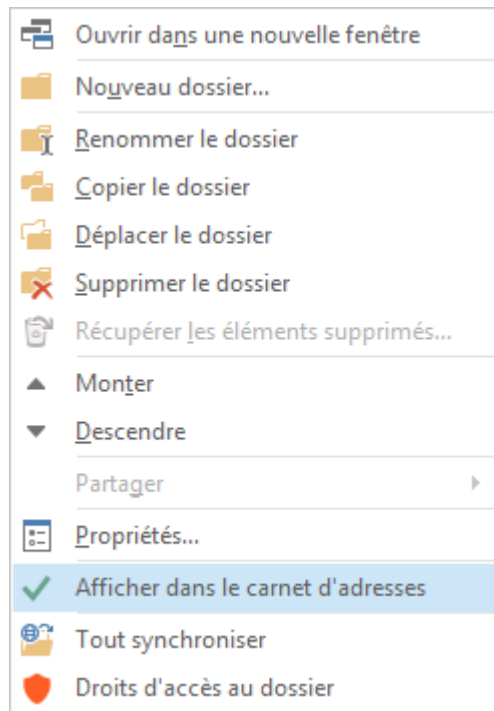 Ouvrir dans une nouvelle fenêtre
Nouveau dossier...
Renommer le dossier
Copier le dossier
Déplacer le dossier
Supprimer le dossier
Récupérer les éléments supprimés...
Monter
Descendre
Partager
Propriétés...
Afficher dans le carnet d'adresses
Tout synchroniser
Droits d'accès au dossier